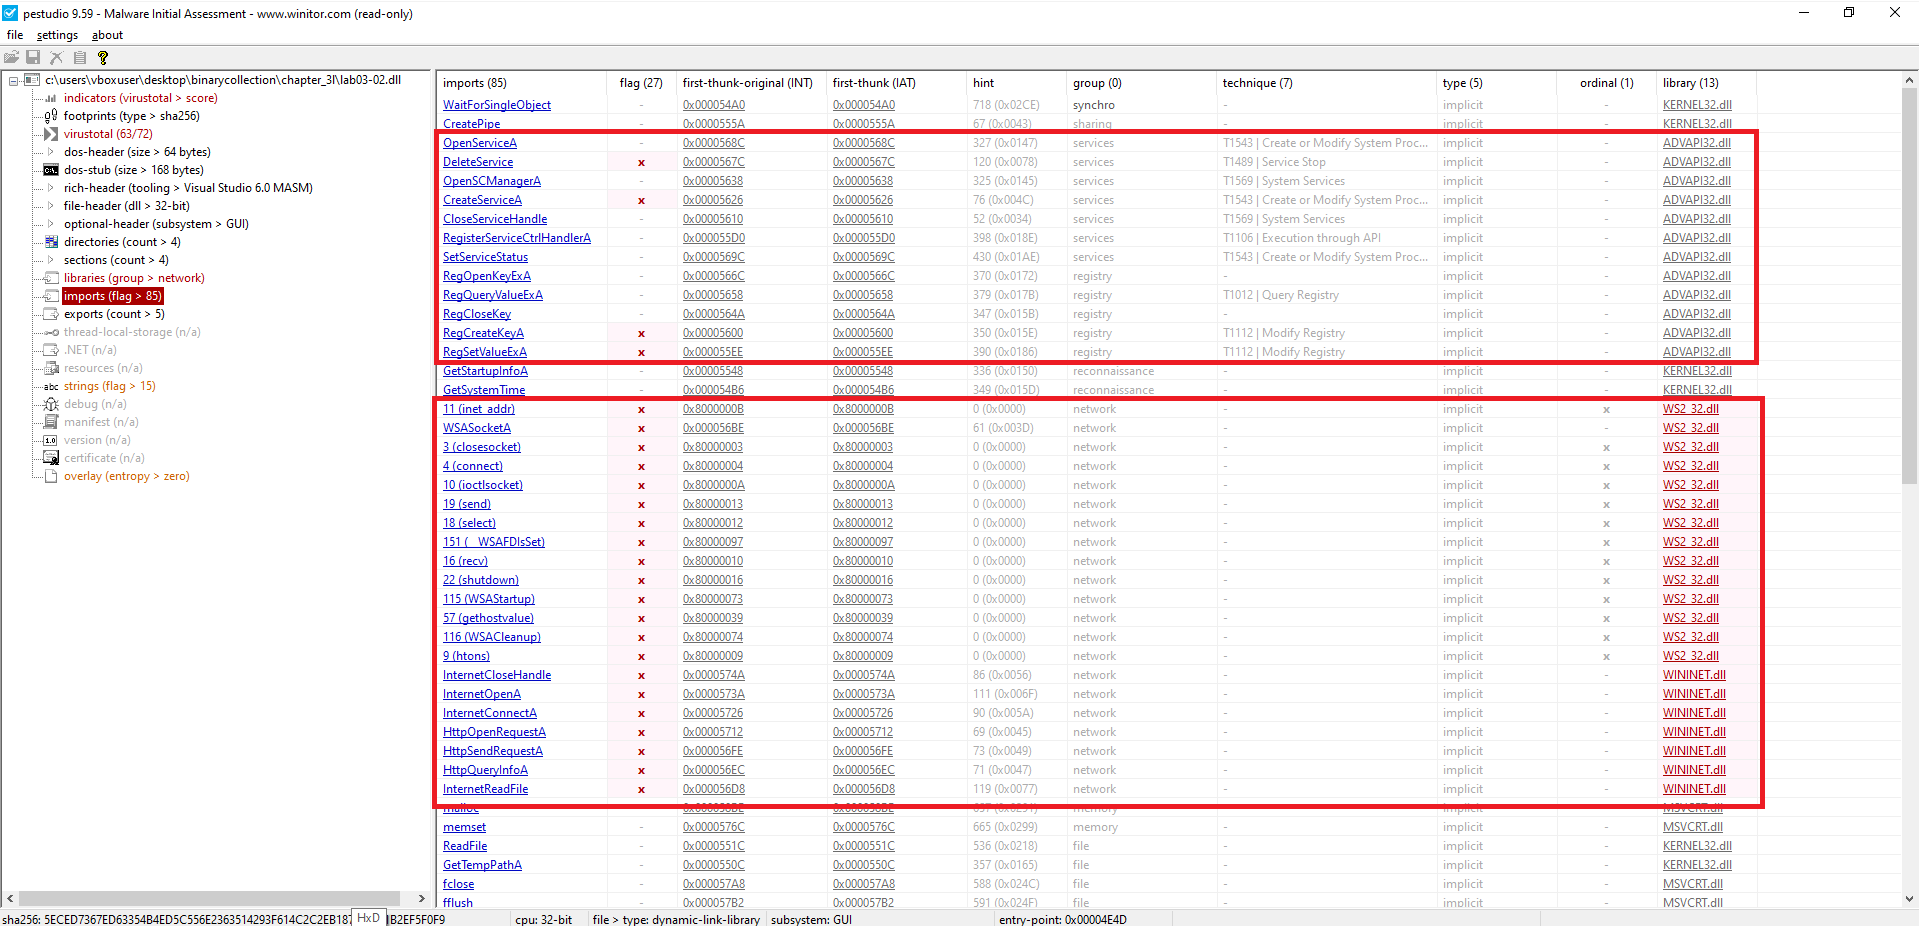 pestudio 9.59 - Malware Initial Assessment - www.winitor.com (read-only)
file settings about
c:\users\vboxuser\desktop\binarycollection\chapter_3l\lab03-02.dll
indicators (virustotal > score)
footprints (type > sha256)
virustotal (63/72)
dos-header (size > 64 bytes)
dos-stub (size > 168 bytes)
rich-header (tooling > Visual Studio 6.0 MASM)
file-header (dll > 32-bit)
optional-header (subsystem > GUI)
directories (count > 4)
sections (count > 4)
libraries (group > network)
imports (flag > 85)
exports (count > 5)
thread-local-storage (n/a)
.NET (n/a)
resources (n/a)
abc strings (flag > 15)
debug (n/a)
manifest (n/a)
1.0 version (n/a)
certificate (n/a)
overlay (entropy > zero)
imports (85) flag (27) first-thunk-original (INT) first-thunk (IAT) hint group (0) technique (7) type (5) ordinal (1) library (13)
WaitForSingleObject - 0x000054A0 0x000054A0 718 (0x02CE) synchro - implicit - KERNEL32.dll
CreatePipe - 0x0000555A 0x0000555A 67 (0x0043) sharing - implicit - KERNEL32.dll
OpenServiceA - 0x0000568C 0x0000568C 327 (0x0147) services T1543 | Create or Modify System Proc... implicit - ADVAPI32.dll
DeleteService x 0x0000567C 0x0000567C 120 (0x0078) services T1489 | Service Stop implicit - ADVAPI32.dll
OpenSCManagerA - 0x00005638 0x00005638 325 (0x0145) services T1569 | System Services implicit - ADVAPI32.dll
CreateServiceA x 0x00005626 0x00005626 76 (0x004C) services T1543 | Create or Modify System Proc... implicit - ADVAPI32.dll
CloseServiceHandle - 0x00005610 0x00005610 52 (0x0034) services T1569 | System Services implicit - ADVAPI32.dll
RegisterServiceCtrlHandlerA - 0x000055D0 0x000055D0 398 (0x018E) services T1106 | Execution through API implicit - ADVAPI32.dll
SetServiceStatus - 0x0000569C 0x0000569C 430 (0x01AE) services T1543 | Create or Modify System Proc... implicit - ADVAPI32.dll
RegOpenKeyExA - 0x0000566C 0x0000566C 370 (0x0172) registry - implicit - ADVAPI32.dll
RegQueryValueExA - 0x00005658 0x00005658 379 (0x017B) registry T1012 | Query Registry implicit - ADVAPI32.dll
RegCloseKey - 0x0000564A 0x0000564A 347 (0x015B) registry - implicit - ADVAPI32.dll
RegCreateKeyA x 0x00005600 0x00005600 350 (0x015E) registry T1112 | Modify Registry implicit - ADVAPI32.dll
RegSetValueExA x 0x000055EE 0x000055EE 390 (0x0186) registry T1112 | Modify Registry implicit - ADVAPI32.dll
GetStartupInfoA - 0x00005548 0x00005548 336 (0x0150) reconnaissance - implicit - KERNEL32.dll
GetSystemTime - 0x000054B6 0x000054B6 349 (0x015D) reconnaissance - implicit - KERNEL32.dll
11 (inet_addr) x 0x8000000B 0x8000000B 0 (0x0000) network - implicit x WS2_32.dll
WSASocketA x 0x000056BE 0x000056BE 61 (0x003D) network - implicit - WS2_32.dll
3 (closesocket) x 0x80000003 0x80000003 0 (0x0000) network - implicit x WS2_32.dll
4 (connect) x 0x80000004 0x80000004 0 (0x0000) network - implicit x WS2_32.dll
10 (ioctlsocket) x 0x8000000A 0x8000000A 0 (0x0000) network - implicit x WS2_32.dll
19 (send) x 0x80000013 0x80000013 0 (0x0000) network - implicit x WS2_32.dll
18 (select) x 0x80000012 0x80000012 0 (0x0000) network - implicit x WS2_32.dll
151 (__WSAFDIsSet) x 0x80000097 0x80000097 0 (0x0000) network - implicit x WS2_32.dll
16 (recv) x 0x80000010 0x80000010 0 (0x0000) network - implicit x WS2_32.dll
22 (shutdown) x 0x80000016 0x80000016 0 (0x0000) network - implicit x WS2_32.dll
115 (WSAStartup) x 0x80000073 0x80000073 0 (0x0000) network - implicit x WS2_32.dll
57 (gethostvalue) x 0x80000039 0x80000039 0 (0x0000) network - implicit x WS2_32.dll
116 (WSACleanup) x 0x80000074 0x80000074 0 (0x0000) network - implicit x WS2_32.dll
9 (htons) x 0x80000009 0x80000009 0 (0x0000) network - implicit x WS2_32.dll
InternetCloseHandle x 0x0000574A 0x0000574A 86 (0x0056) network - implicit - WININET.dll
InternetOpenA x 0x0000573A 0x0000573A 111 (0x006F) network - implicit - WININET.dll
InternetConnectA x 0x00005726 0x00005726 90 (0x005A) network - implicit - WININET.dll
HttpOpenRequestA x 0x00005712 0x00005712 69 (0x0045) network - implicit - WININET.dll
HttpSendRequestA x 0x000056FE 0x000056FE 73 (0x0049) network - implicit - WININET.dll
HttpQueryInfoA x 0x000056EC 0x000056EC 71 (0x0047) network - implicit - WININET.dll
InternetReadFile x 0x000056D8 0x000056D8 119 (0x0077) network - implicit - WININET.dll
malloc memory implicit MSVCRT.dll
memset - 0x0000576C 0x0000576C 665 (0x0299) memory - implicit - MSVCRT.dll
ReadFile - 0x0000551C 0x0000551C 536 (0x0218) file - implicit - KERNEL32.dll
GetTempPathA - 0x0000550C 0x0000550C 357 (0x0165) file - implicit - KERNEL32.dll
fclose - 0x000057A8 0x000057A8 588 (0x024C) file - implicit - MSVCRT.dll
fflush - 0x000057B2 0x000057B2 591 (0x024F) file - implicit - MSVCRT.dll
sha256: 5ECED7367ED63354B4ED5C556E2363514293F614C2C2EB187 HxD B2EF5F0F9 cpu: 32-bit file > type: dynamic-link-library subsystem: GUI entry-point: 0x00004E4D